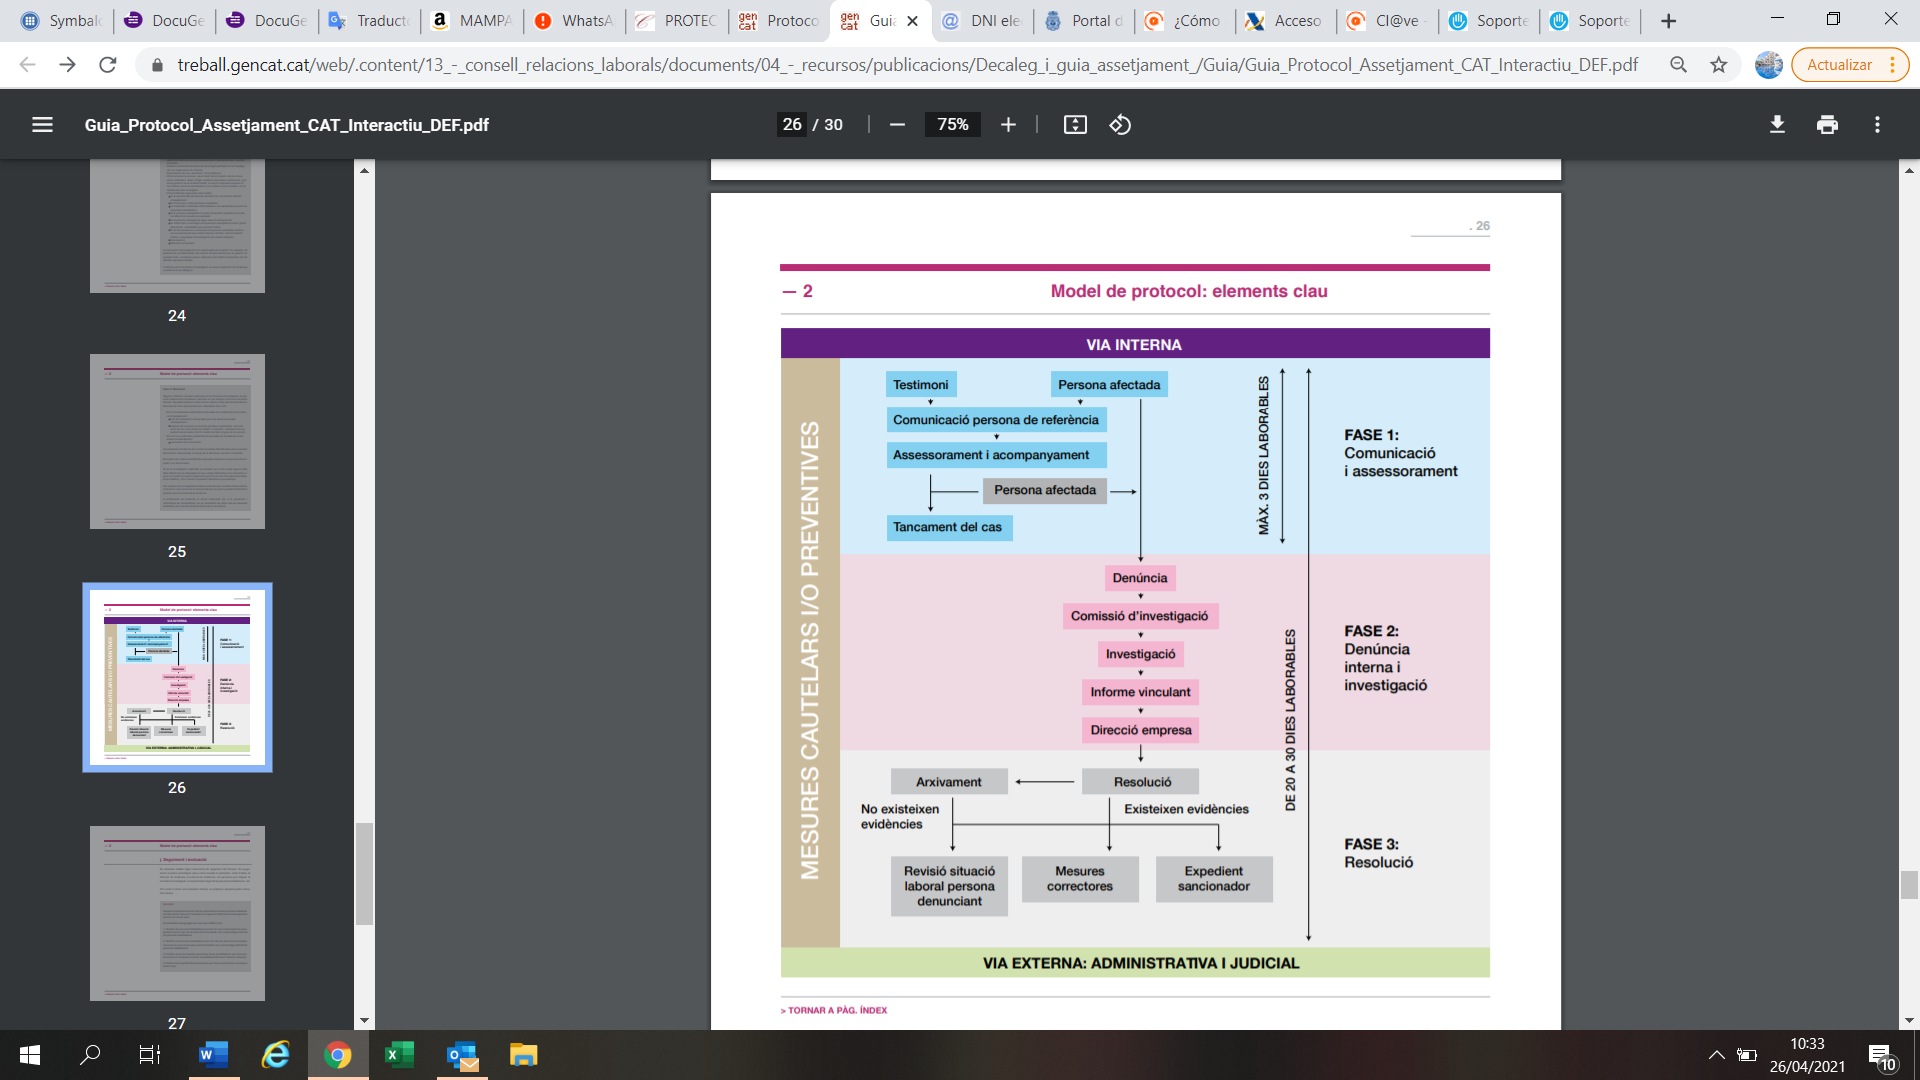 Symbal
DocuGe
DocuGe
Traducto
MAMPA
WhatsA
PROTEC
Protoco
Guia
DNI ele
Portal d
¿Cómo
Acceso
Cl@ve -
Soporte
Soporte
treball.gencat.cat/web/.content/13_-_consell_relacions_laborals/documents/04_-_recursos/publicacions/Decaleg_i_guia_assetjament_/Guia/Guia_Protocol_Assetjament_CAT_Interactiu_DEF.pdf
Actualizar
Guia_Protocol_Assetjament_CAT_Interactiu_DEF.pdf
26 / 30
75%
24
25
26
27
. 26
— 2 Model de protocol: elements clau
VIA INTERNA
MESURES CAUTELARS I/O PREVENTIVES
Testimoni
Persona afectada
Comunicació persona de referència
Assessorament i acompanyament
Persona afectada
Tancament del cas
MÀX. 3 DIES LABORABLES
FASE 1:
Comunicació
i assessorament
Denúncia
Comissió d'investigació
Investigació
Informe vinculant
Direcció empresa
DE 20 A 30 DIES LABORABLES
FASE 2:
Denúncia
interna i
investigació
Arxivament
Resolució
No existeixen
evidències
Existeixen evidències
Revisió situació
laboral persona
denunciant
Mesures
correctores
Expedient
sancionador
FASE 3:
Resolució
VIA EXTERNA: ADMINISTRATIVA I JUDICIAL
> TORNAR A PÀG. ÍNDEX
10:33
26/04/2021
10